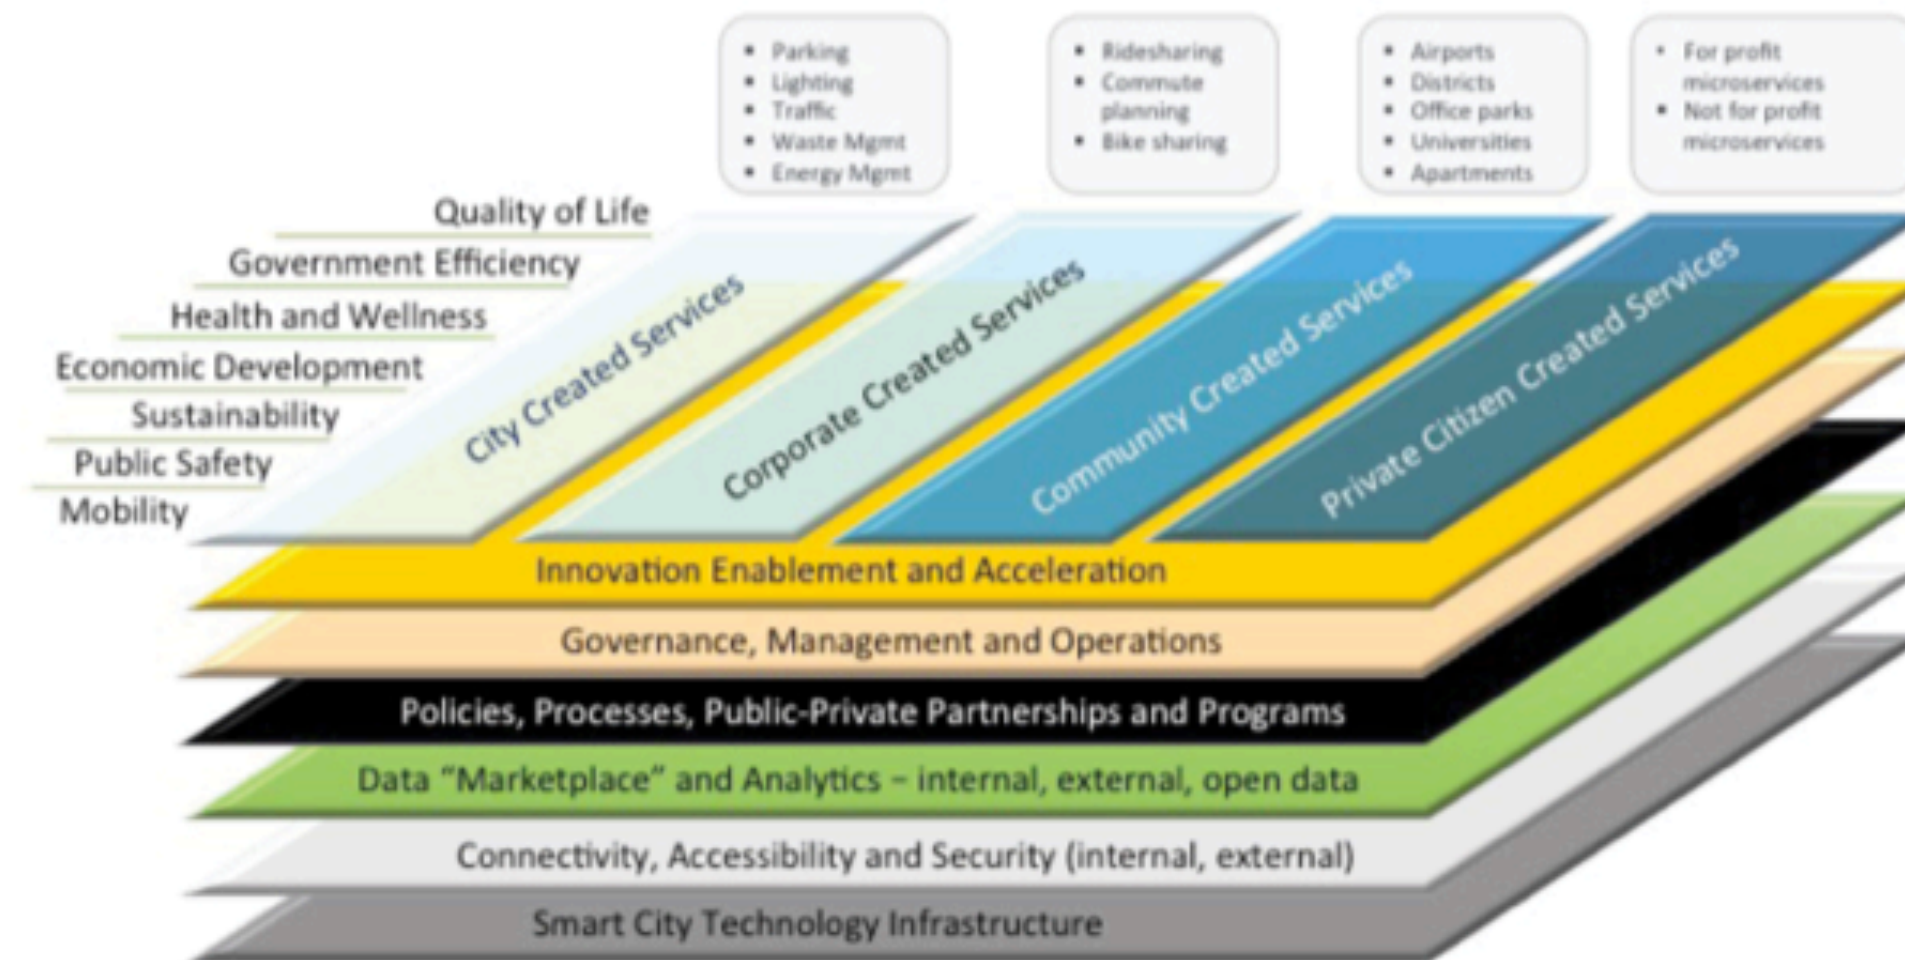 Parking
Lighting
Traffic
Waste Mgmt
Energy Mgmt
Ridesharing
Commute
planning
Bike sharing
Airports
Districts
Office parks
Universities
Apartments
For profit
microservices
Not for profit
microservices
Quality of Life
Government Efficiency
Health and Wellness
Economic Development
Sustainability
Public Safety
Mobility
City Created Services
Corporate Created Services
Community Created Services
Private Citizen Created Services
Innovation Enablement and Acceleration
Governance, Management and Operations
Policies, Processes, Public-Private Partnerships and Programs
Data “Marketplace” and Analytics – internal, external, open data
Connectivity, Accessibility and Security (internal, external)
Smart City Technology Infrastructure